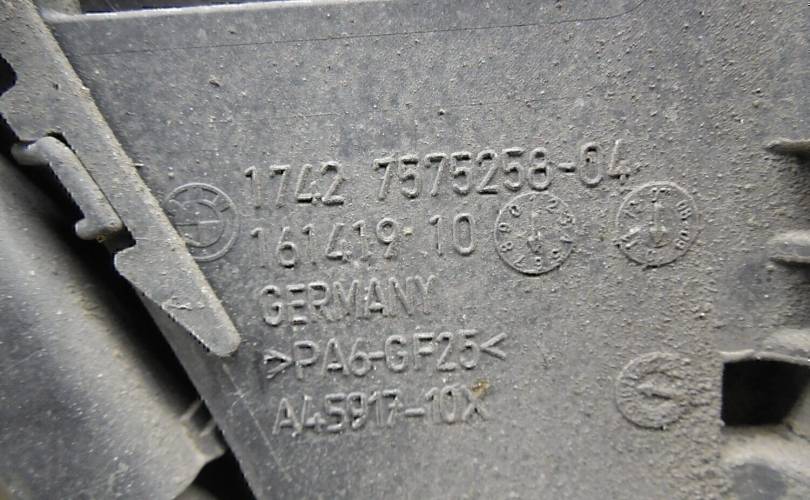 1742 7575258-04
161419 10
GERMANY
>PA6-GF25<
A45917-10X